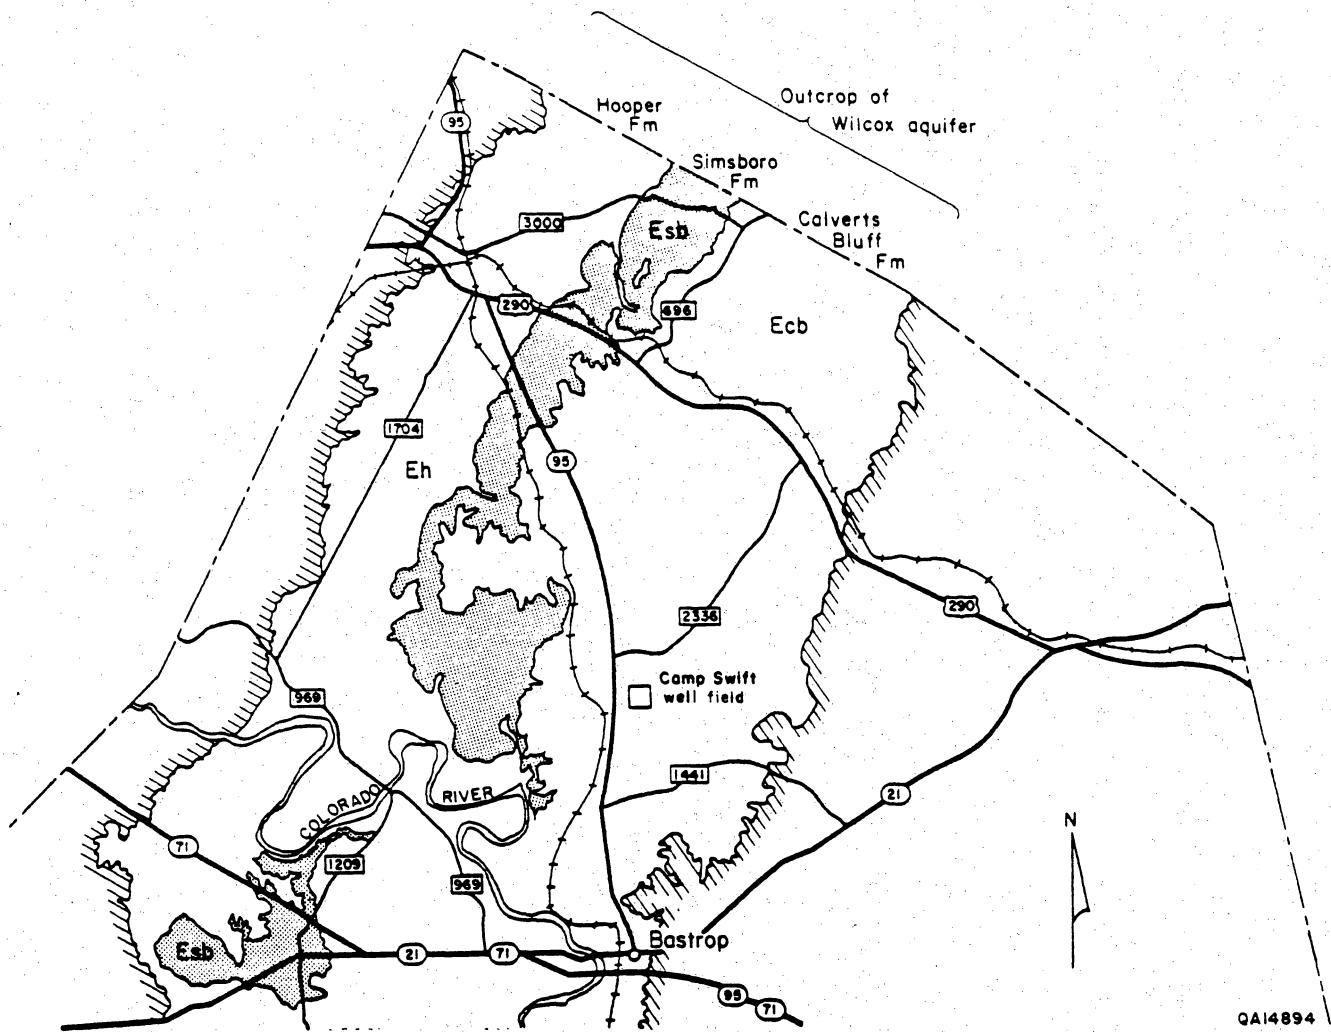 Outcrop of
Wilcox aquifer
Hooper
Fm
95
Simsboro
Fm
3000
Esb
Calverts
Bluff
Fm
290
696
Ecb
1704
Eh
95
2336
290
Camp Swift
well field
969
1441
21
COLORADO RIVER
N
71
1209
969
Esb
21
71
Bastrop
95
71
QA14894